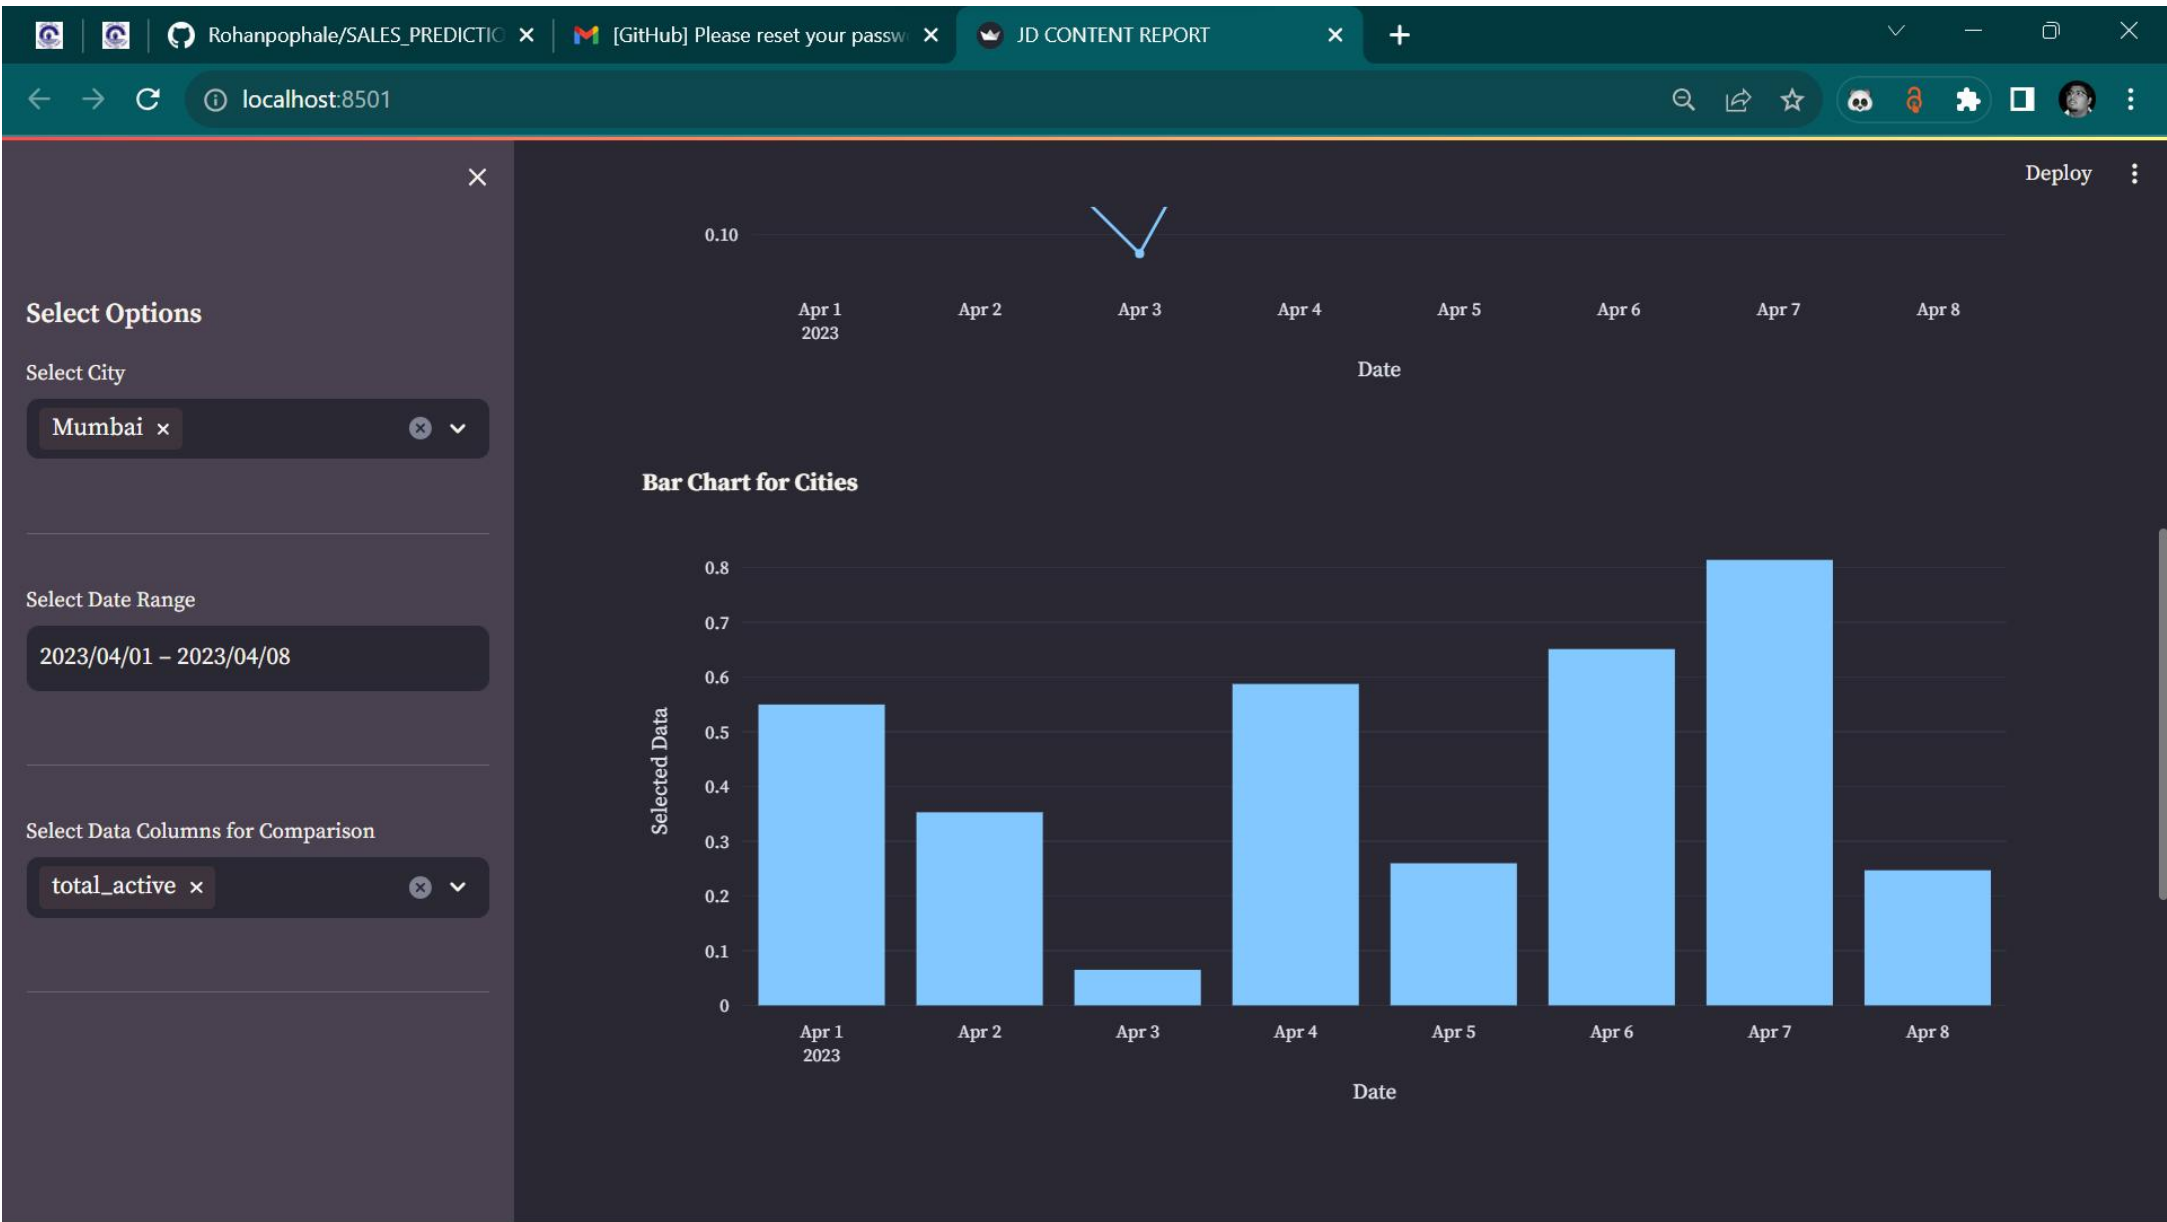 Rohanpophale/SALES_PREDICTIO
[GitHub] Please reset your passw
JD CONTENT REPORT
localhost:8501
Deploy
Select Options
Select City
Mumbai
Select Date Range
2023/04/01 – 2023/04/08
Select Data Columns for Comparison
total_active
0.10
Apr 1 Apr 2 Apr 3 Apr 4 Apr 5 Apr 6 Apr 7 Apr 8
2023
Date
Bar Chart for Cities
0.8
0.7
0.6
0.5
0.4
0.3
0.2
0.1
0
Selected Data
Apr 1 Apr 2 Apr 3 Apr 4 Apr 5 Apr 6 Apr 7 Apr 8
2023
Date